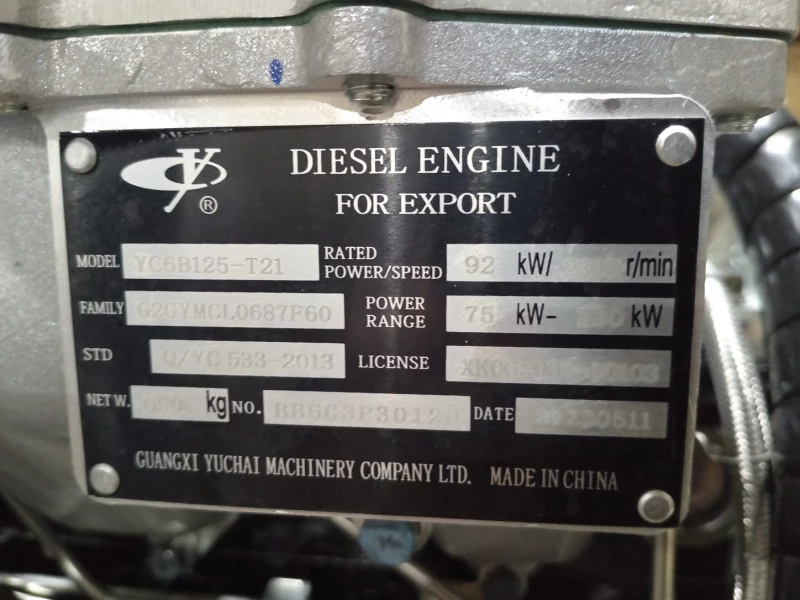 ®
DIESEL ENGINE
FOR EXPORT
MODEL YC6B125-T21 RATED POWER/SPEED 92 kW/ r/min
FAMILY G2GYMCL0687F60 POWER RANGE 75 kW- kW
STD Q/YC 533-2013 LICENSE
NET W. kg NO. DATE
GUANGXI YUCHAI MACHINERY COMPANY LTD. MADE IN CHINA